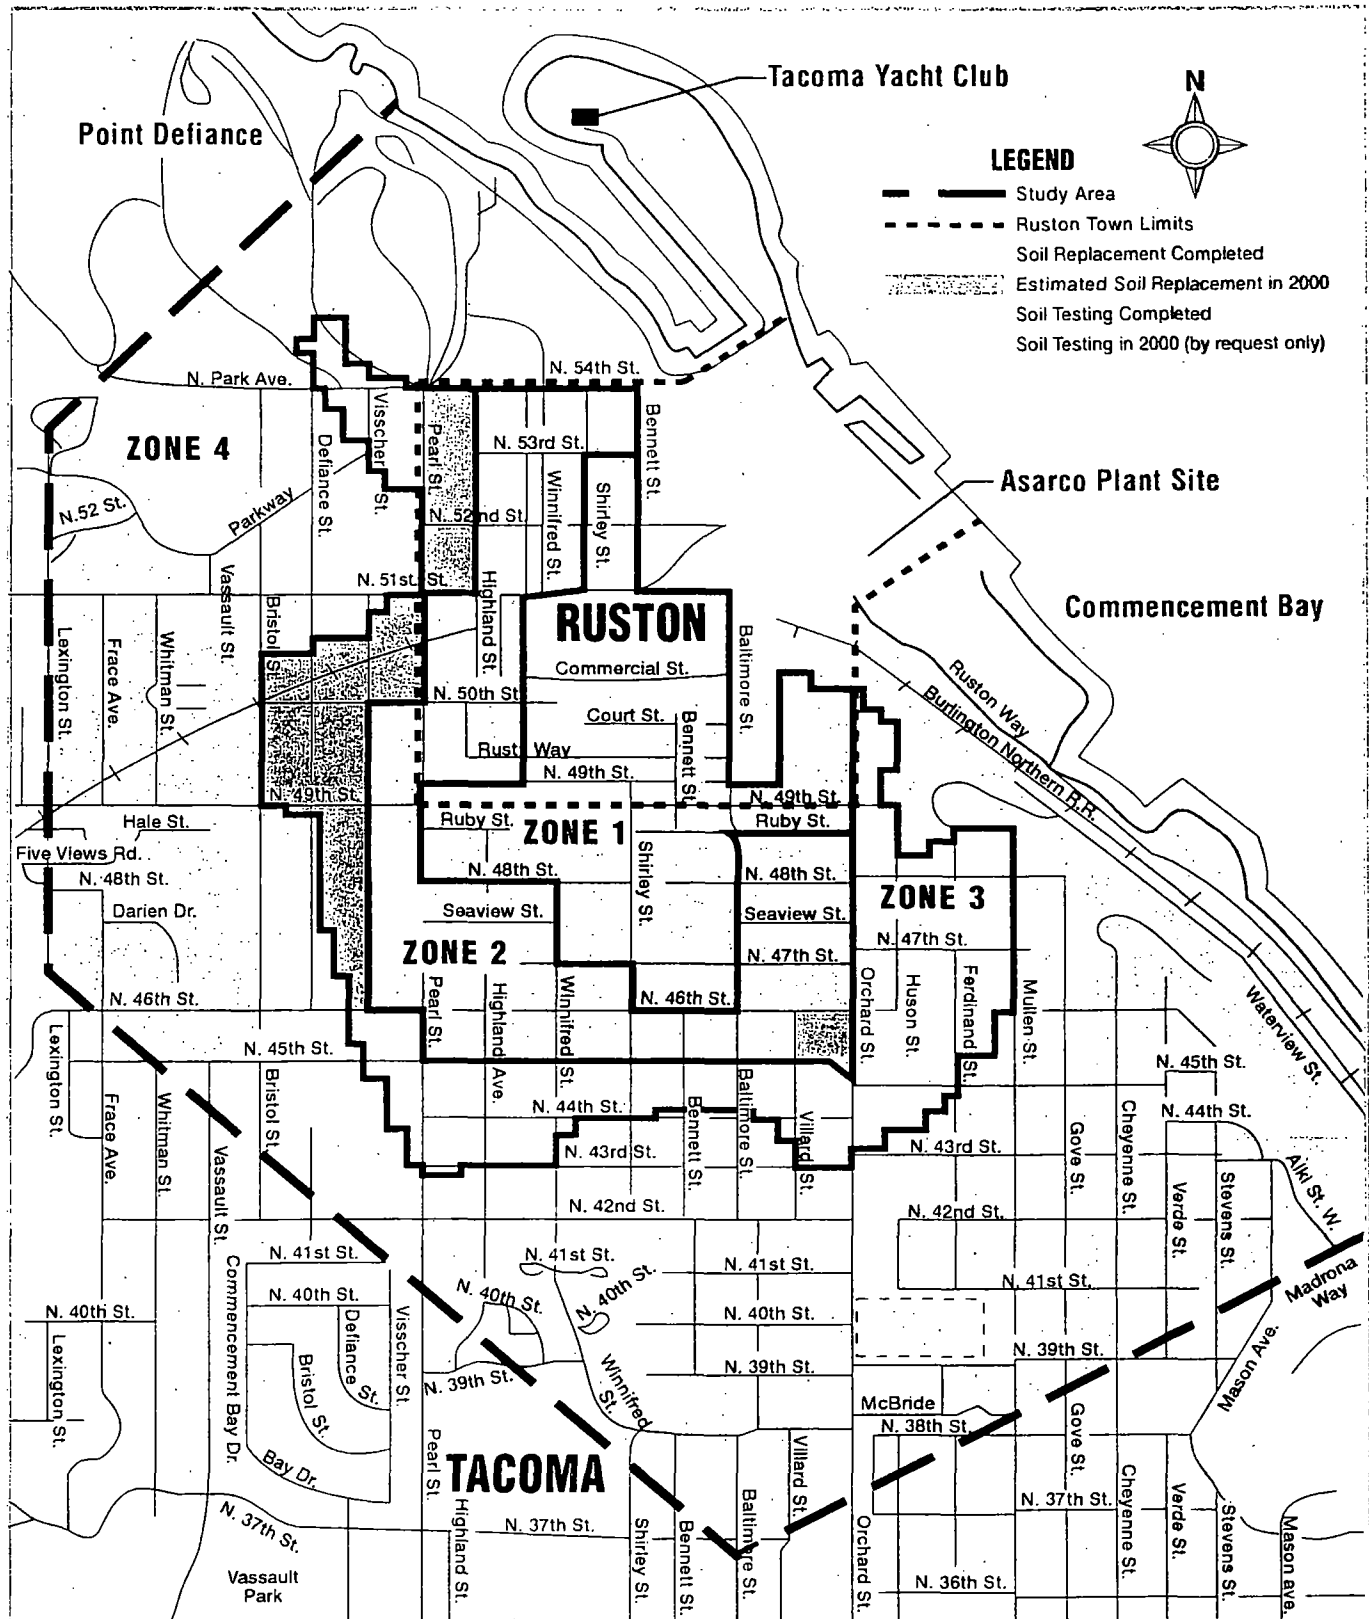 Tacoma Yacht Club
N
Point Defiance
LEGEND
Study Area
Ruston Town Limits
Soil Replacement Completed
Estimated Soil Replacement in 2000
Soil Testing Completed
Soil Testing in 2000 (by request only)
N. 54th St.
N. Park Ave.
Visscher St.
Pearl St.
Bennett St.
ZONE 4
Defiance St.
N. 53rd St.
Winnifred St.
Shirley St.
Asarco Plant Site
N. 52 St.
Parkway
N. 52nd St.
Vassault St.
N. 51st St.
Highland St.
Commencement Bay
Bristol St.
RUSTON
Baltimore St.
Lexington St.
Frace Ave.
Whitman St.
Commercial St.
Ruston Way
Burlington Northern R.R.
N. 50th St.
Court St.
Bennett St.
Rust Way
N. 49th St.
N. 49th St.
N. 49th St.
Hale St.
Ruby St.
ZONE 1
Ruby St.
Five Views Rd.
Shirley St.
N. 48th St.
N. 48th St.
N. 48th St.
ZONE 3
Darien Dr.
Seaview St.
Seaview St.
ZONE 2
N. 47th St.
N. 47th St.
Orchard St.
Huson St.
Ferdinand St.
Mullen St.
Waterview St.
N. 46th St.
Pearl St.
Highland Ave.
Winnifred St.
N. 46th St.
Lexington St.
N. 45th St.
N. 45th St.
Bristol St.
Baltimore St.
Frace Ave.
Whitman St.
Vassault St.
N. 44th St.
Bennett St.
Villard St.
Gove St.
Cheyenne St.
N. 44th St.
N. 43rd St.
N. 43rd St.
Verde St.
Stevens St.
Alki St. W.
N. 42nd St.
N. 42nd St.
N. 41st St.
N. 41st St.
N. 41st St.
N. 41st St.
Madrona
Way
Commencement Bay Dr.
N. 40th St.
N. 40th St.
N. 40th St.
N. 40th St.
N. 40th St.
Lexington St.
Bristol St.
Defiance St.
Visscher St.
N. 39th St.
Winnifred St.
N. 39th St.
N. 39th St.
Mason Ave.
McBride
N. 38th St.
Gove St.
Pearl St.
TACOMA
Villard St.
Bay Dr.
Highland St.
Baltimore St.
Cheyenne St.
Verde St.
N. 37th St.
N. 37th St.
N. 37th St.
Shirley St.
Bennett St.
Orchard St.
Stevens St.
Mason ave.
Vassault
Park
N. 36th St.